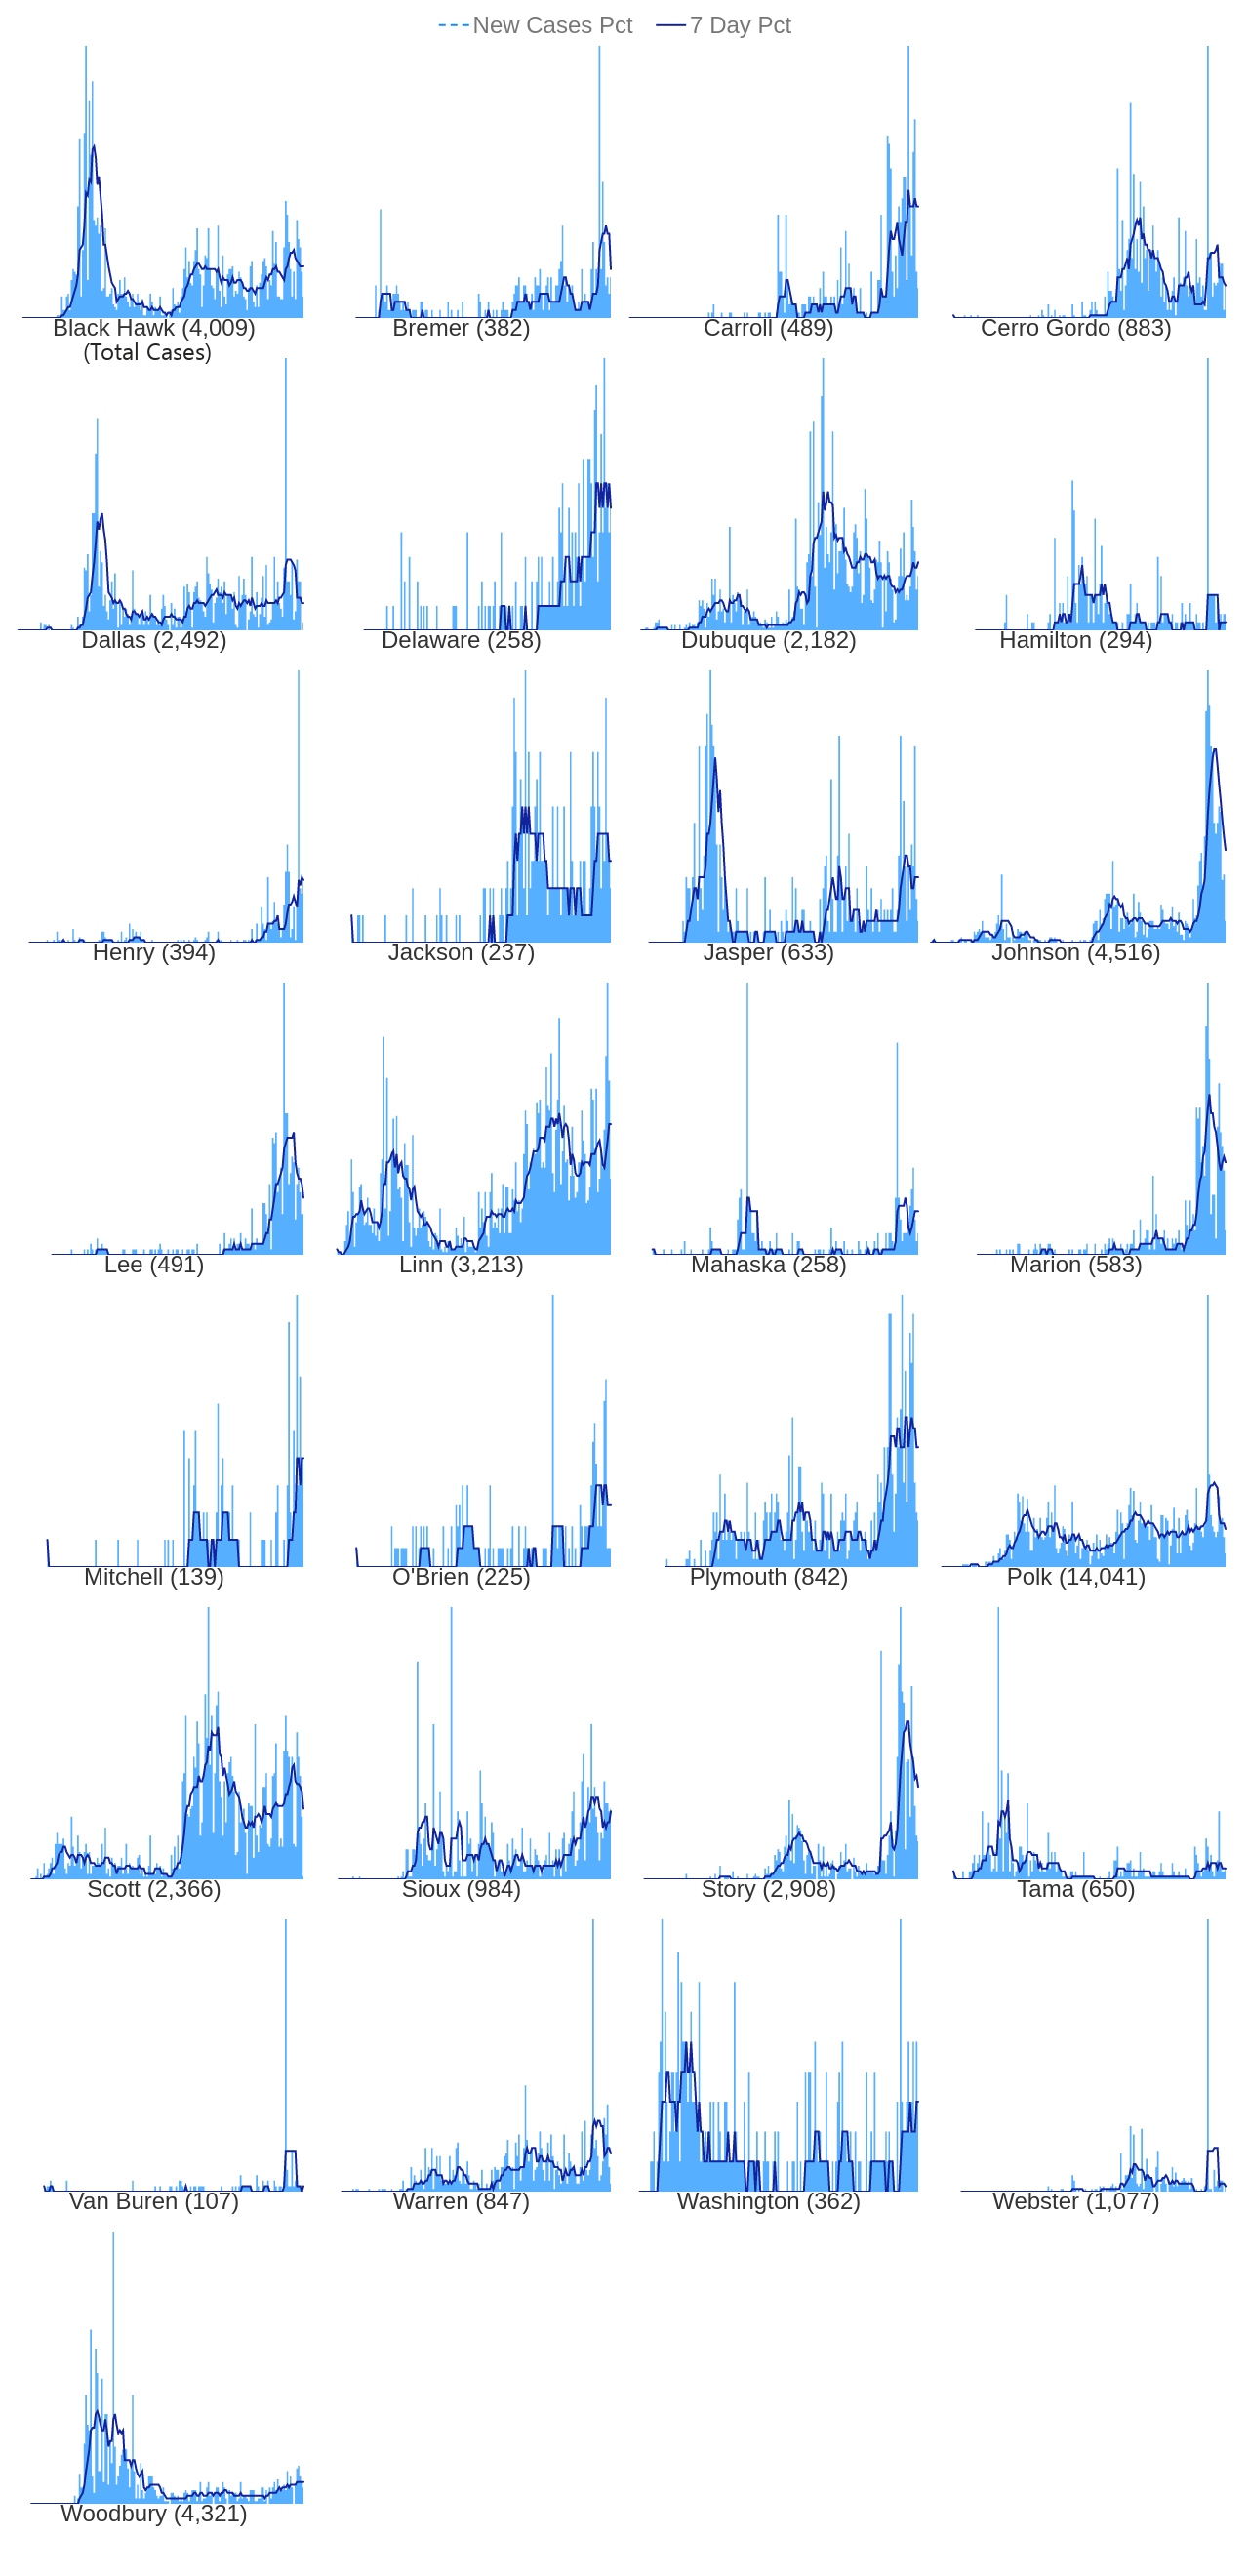 New Cases Pct 7 Day Pct
Black Hawk (4,009) Bremer (382) Carroll (489) Cerro Gordo (883)
(Total Cases)
Dallas (2,492) Delaware (258) Dubuque (2,182) Hamilton (294)
Henry (394) Jackson (237) Jasper (633) Johnson (4,516)
Lee (491) Linn (3,213) Mahaska (258) Marion (583)
Mitchell (139) O'Brien (225) Plymouth (842) Polk (14,041)
Scott (2,366) Sioux (984) Story (2,908) Tama (650)
Van Buren (107) Warren (847) Washington (362) Webster (1,077)
Woodbury (4,321)